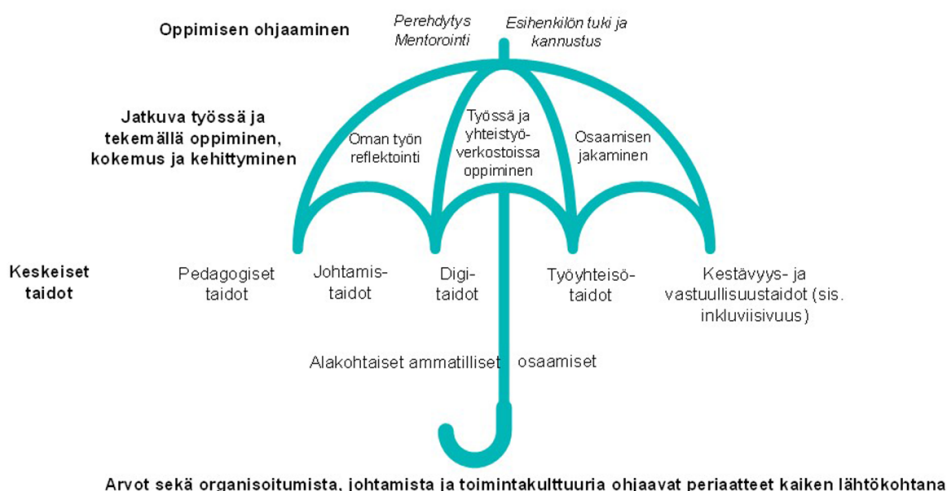 Oppimisen ohjaaminen
Perehdytys
Mentorointi
Esihenkilön tuki ja
kannustus
Jatkuva työssä ja
tekemällä oppiminen,
kokemus ja kehittyminen
Oman työn
reflektointi
Työssä ja
yhteistyö-
verkostoissa
oppiminen
Osaamisen
jakaminen
Keskeiset
taidot
Pedagogiset
taidot
Johtamis-
taidot
Digi-
taidot
Työyhteisö-
taidot
Kestävyys- ja
vastuullisuustaidot (sis.
inkluviisivuus)
Alakohtaiset ammatilliset osaamiset
Arvot sekä organisoitumista, johtamista ja toimintakulttuuria ohjaavat periaatteet kaiken lähtökohtana